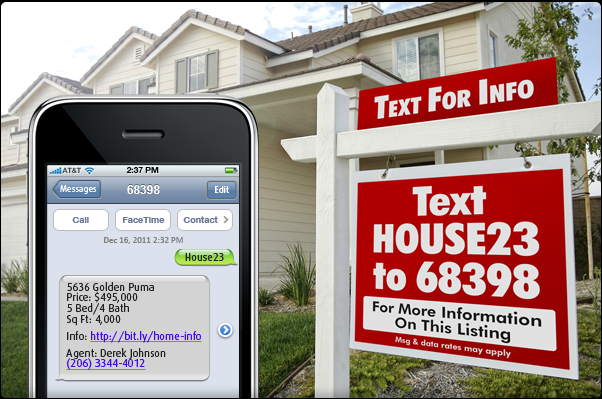 AT&T 2:37 PM
Messages 68398 Edit
Call FaceTime Contact
Dec 16, 2011 2:32 PM
House23
5636 Golden Puma
Price: $495,000
5 Bed/4 Bath
Sq Ft: 4,000
Info: http://bit.ly/home-info
Agent: Derek Johnson
(206) 3344-4012
TEXT FOR INFO
Text
HOUSE23
to 68398
For More Information
On This Listing
Msg & data rates may apply